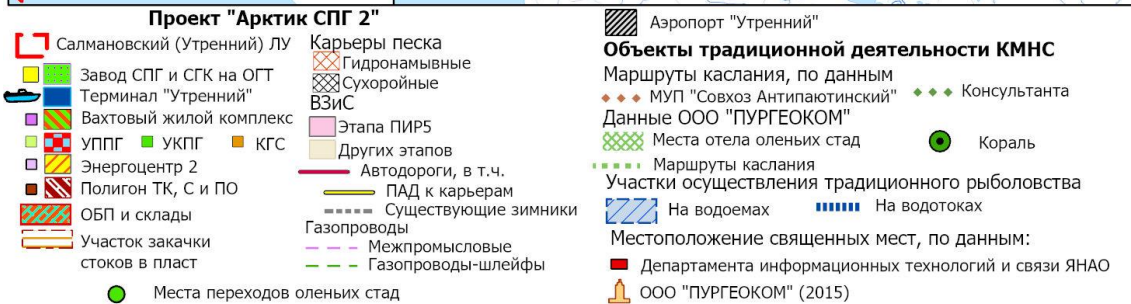 Проект "Арктик СПГ 2"
Салмановский (Утренний) ЛУ
Завод СПГ и СГК на ОГТ
Терминал "Утренний"
Вахтовый жилой комплекс
УППГ УКПГ КГС
Энергоцентр 2
Полигон ТК, С и ПО
ОБП и склады
Участок закачки
стоков в пласт
Карьеры песка
Гидронамывные
Сухоройные
ВЗиС
Этапа ПИР5
Других этапов
Автодороги, в т.ч.
ПАД к карьерам
Существующие зимники
Газопроводы
Межпромысловые
Газопроводы-шлейфы
Места переходов оленьих стад
Аэропорт "Утренний"
Объекты традиционной деятельности КМНС
Маршруты каслания, по данным
МУП "Совхоз Антипаютинский" Консультанта
Данные ООО "ПУРГЕОКОМ"
Места отела оленьих стад Кораль
Маршруты каслания
Участки осуществления традиционного рыболовства
На водоемах На водотоках
Местоположение священных мест, по данным:
Департамента информационных технологий и связи ЯНАО
ООО "ПУРГЕОКОМ" (2015)